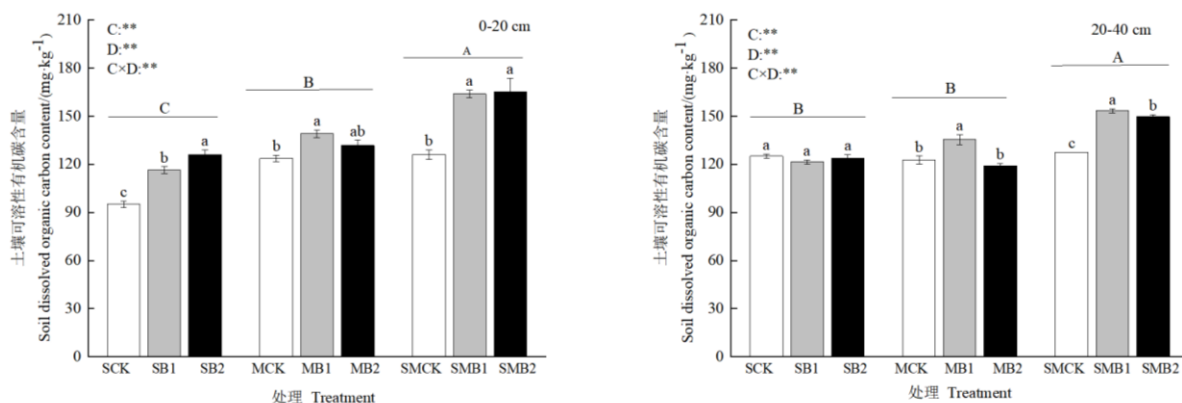 土壤可溶性有机碳含量
Soil dissolved organic carbon content/(mg·kg⁻¹)
210
180
150
120
90
60
30
0
C:**
D:**
C×D:**
0-20 cm
C
B
A
c
b
a
b
a
ab
b
a
a
SCK SB1 SB2 MCK MB1 MB2 SMCK SMB1 SMB2
处理 Treatment
土壤可溶性有机碳含量
Soil dissolved organic carbon content/(mg·kg⁻¹)
210
180
150
120
90
60
30
0
C:**
D:**
C×D:**
20-40 cm
B
B
A
a
a
a
b
a
b
c
a
b
SCK SB1 SB2 MCK MB1 MB2 SMCK SMB1 SMB2
处理 Treatment